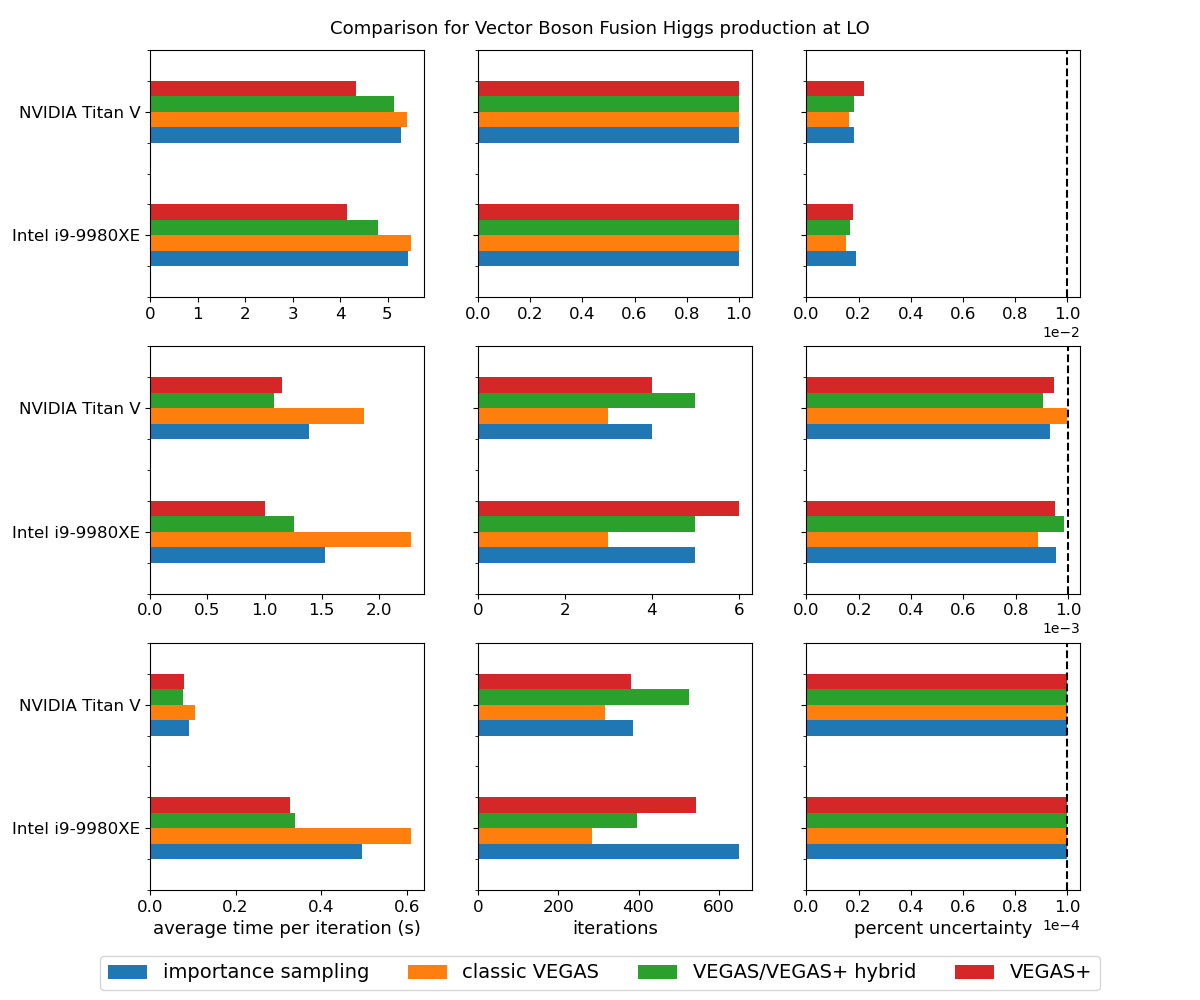 Comparison for Vector Boson Fusion Higgs production at LO
NVIDIA Titan V
Intel i9-9980XE
0 1 2 3 4 5
0.0 0.2 0.4 0.6 0.8 1.0
0.0 0.2 0.4 0.6 0.8 1.0
1e−2
NVIDIA Titan V
Intel i9-9980XE
0.0 0.5 1.0 1.5 2.0
0 2 4 6
0.0 0.2 0.4 0.6 0.8 1.0
1e−3
NVIDIA Titan V
Intel i9-9980XE
0.0 0.2 0.4 0.6
0 200 400 600
0.0 0.2 0.4 0.6 0.8 1.0
average time per iteration (s)
iterations
percent uncertainty
1e−4
importance sampling classic VEGAS VEGAS/VEGAS+ hybrid VEGAS+